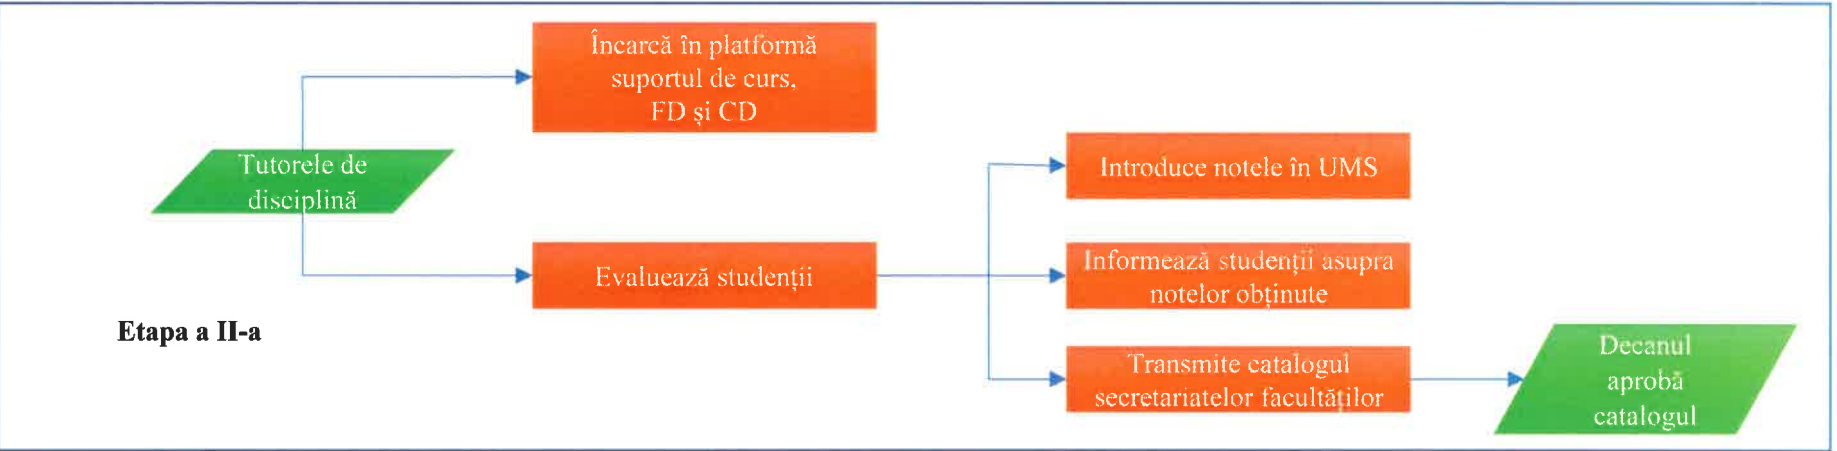 Încarcă în platformă
suportul de curs,
FD și CD
Tutorele de
disciplină
Introduce notele în UMS
Evaluează studenții
Informează studenții asupra
notelor obținute
Etapa a II-a
Transmite catalogul
secretariatelor facultăților
Decanul
aprobă
catalogul